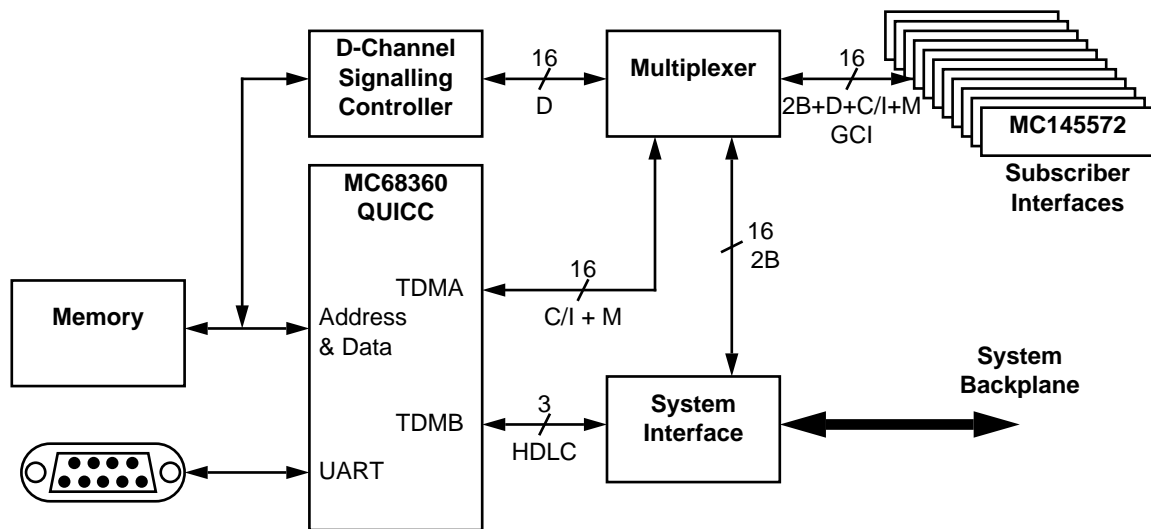 D-Channel
Signalling
Controller
16
D
Multiplexer
16
2B+D+C/I+M
GCI
MC145572
Subscriber
Interfaces
MC68360
QUICC
16
2B
TDMA
16
C/I + M
Memory
Address
& Data
System
Backplane
TDMB
3
HDLC
System
Interface
UART